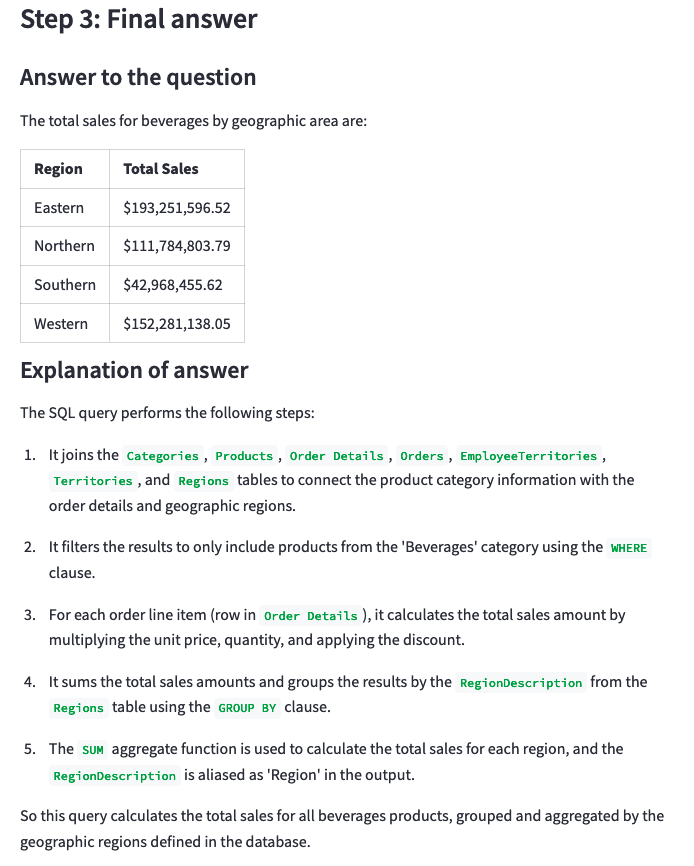 Step 3: Final answer
Answer to the question
The total sales for beverages by geographic area are:
Region Total Sales
Eastern $193,251,596.52
Northern $111,784,803.79
Southern $42,968,455.62
Western $152,281,138.05
Explanation of answer
The SQL query performs the following steps:
1. It joins the Categories , Products , Order Details , Orders , EmployeeTerritories ,
Territories , and Regions tables to connect the product category information with the
order details and geographic regions.
2. It filters the results to only include products from the 'Beverages' category using the WHERE
clause.
3. For each order line item (row in Order Details ), it calculates the total sales amount by
multiplying the unit price, quantity, and applying the discount.
4. It sums the total sales amounts and groups the results by the RegionDescription from the
Regions table using the GROUP BY clause.
5. The SUM aggregate function is used to calculate the total sales for each region, and the
RegionDescription is aliased as 'Region' in the output.
So this query calculates the total sales for all beverages products, grouped and aggregated by the
geographic regions defined in the database.